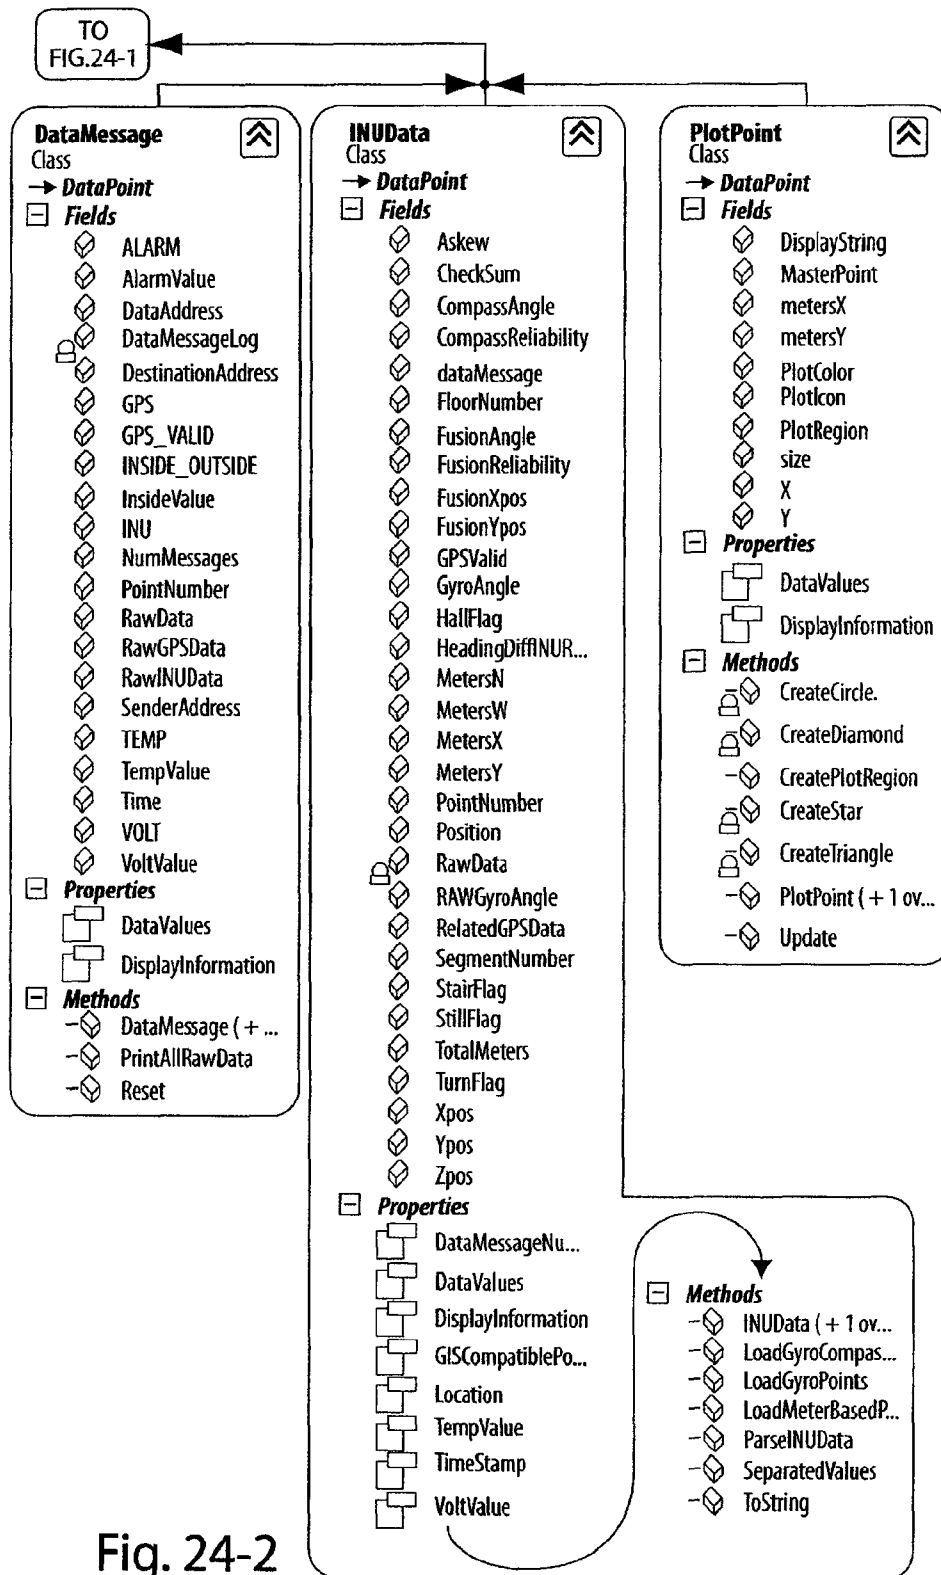 TO
FIG.24-1
DataMessage
Class
DataPoint
Fields
ALARM
AlarmValue
DataAddress
DataMessageLog
DestinationAddress
GPS
GPS_VALID
INSIDE_OUTSIDE
InsideValue
INU
NumMessages
PointNumber
RawData
RawGPSData
RawINUData
SenderAddress
TEMP
TempValue
Time
VOLT
VoltValue
Properties
DataValues
DisplayInformation
Methods
DataMessage ( + ...
PrintAllRawData
Reset
INUData
Class
DataPoint
Fields
Askew
CheckSum
CompassAngle
CompassReliability
dataMessage
FloorNumber
FusionAngle
FusionReliability
FusionXpos
FusionYpos
GPSValid
GyroAngle
HallFlag
HeadingDiffINUR...
MetersN
MetersW
MetersX
MetersY
PointNumber
Position
RawData
RAWGyroAngle
RelatedGPSData
SegmentNumber
StairFlag
StillFlag
TotalMeters
TurnFlag
Xpos
Ypos
Zpos
Properties
DataMessageNu...
DataValues
DisplayInformation
GISCompatiblePo...
Location
TempValue
TimeStamp
VoltValue
Methods
INUData ( + 1 ov...
LoadGyroCompas...
LoadGyroPoints
LoadMeterBasedP...
ParseINUData
SeparatedValues
ToString
PlotPoint
Class
DataPoint
Fields
DisplayString
MasterPoint
metersX
metersY
PlotColor
PlotIcon
PlotRegion
size
X
Y
Properties
DataValues
DisplayInformation
Methods
CreateCircle.
CreateDiamond
CreatePlotRegion
CreateStar
CreateTriangle
PlotPoint ( + 1 ov...
Update
Fig. 24-2